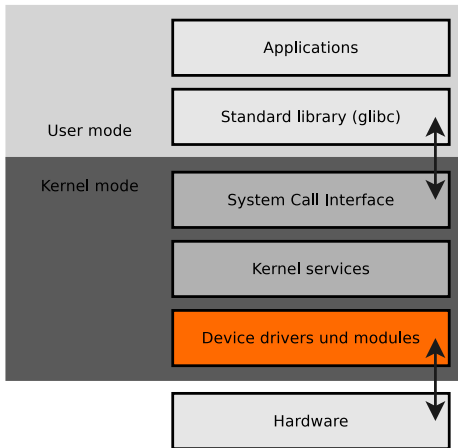 Applications
Standard library (glibc)
User mode
Kernel mode
System Call Interface
Kernel services
Device drivers und modules
Hardware